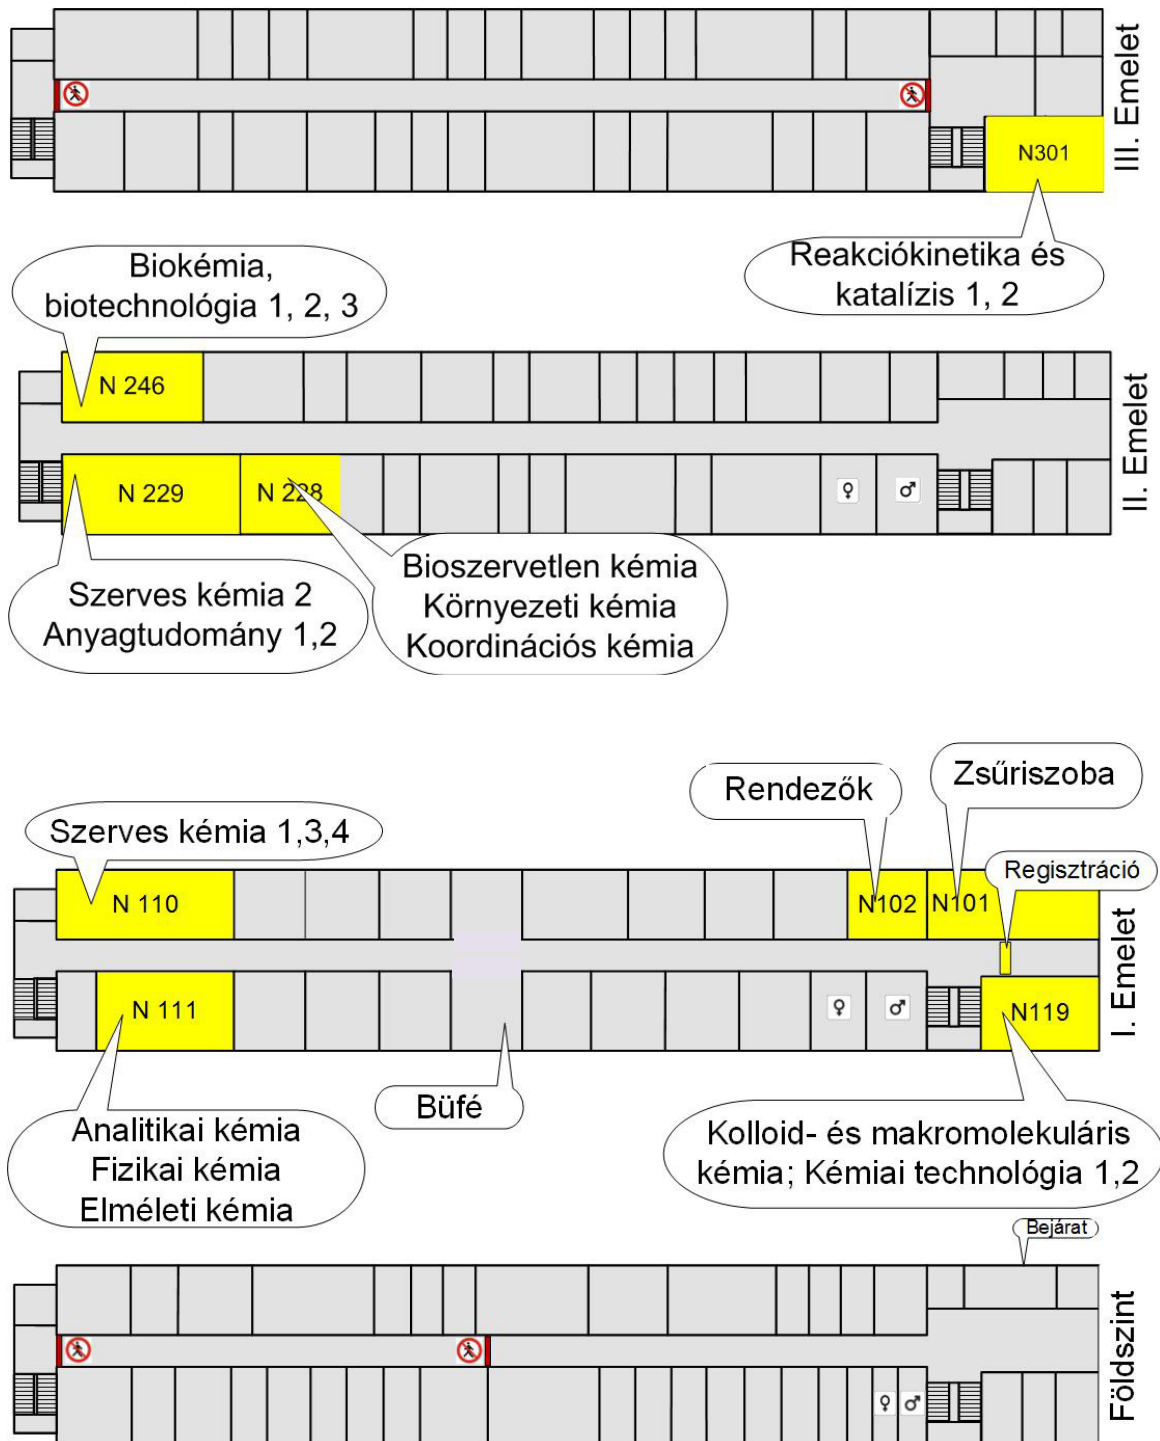 III. Emelet
N301
Reakciókinetika és
katalízis 1, 2
Biokémia,
biotechnológia 1, 2, 3
N 246
II. Emelet
N 229
N 228
Szerves kémia 2
Anyagtudomány 1,2
Bioszervetlen kémia
Környezeti kémia
Koordinációs kémia
Rendezők
Zsűriszoba
Szerves kémia 1,3,4
Regisztráció
N 110
N102
N101
I. Emelet
N 111
N119
Büfé
Analitikai kémia
Fizikai kémia
Elméleti kémia
Kolloid- és makromolekuláris
kémia; Kémiai technológia 1,2
Bejárat
Földszint